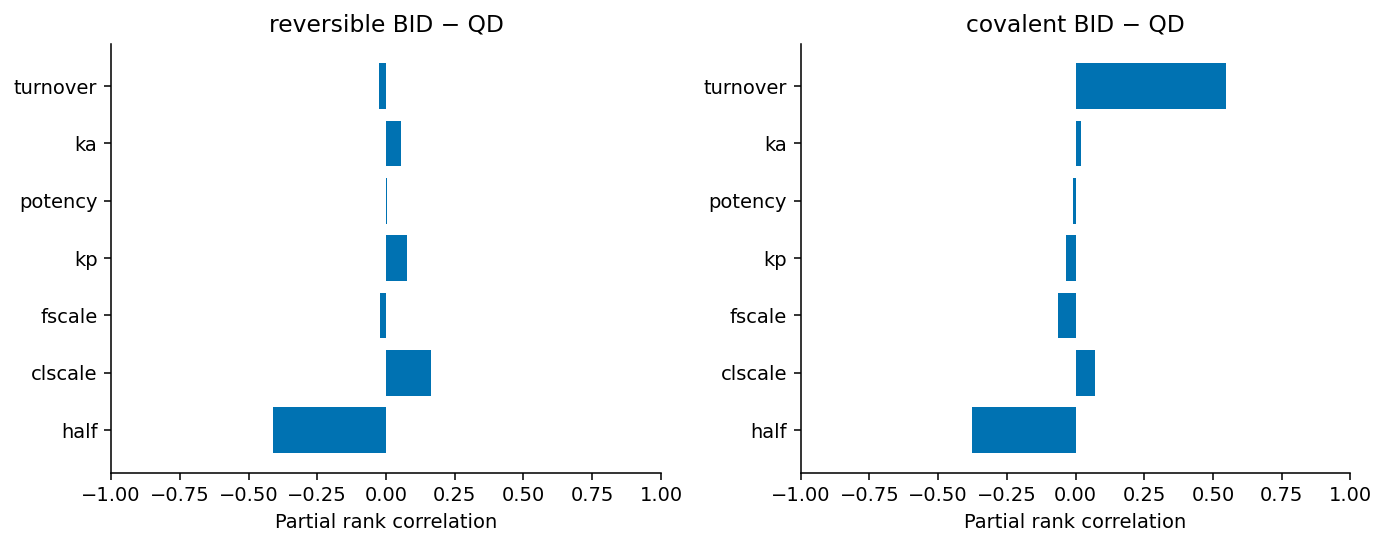 reversible BID − QD
turnover
ka
potency
kp
fscale
clscale
half
−1.00 −0.75 −0.50 −0.25 0.00 0.25 0.50 0.75 1.00
Partial rank correlation
covalent BID − QD
turnover
ka
potency
kp
fscale
clscale
half
−1.00 −0.75 −0.50 −0.25 0.00 0.25 0.50 0.75 1.00
Partial rank correlation